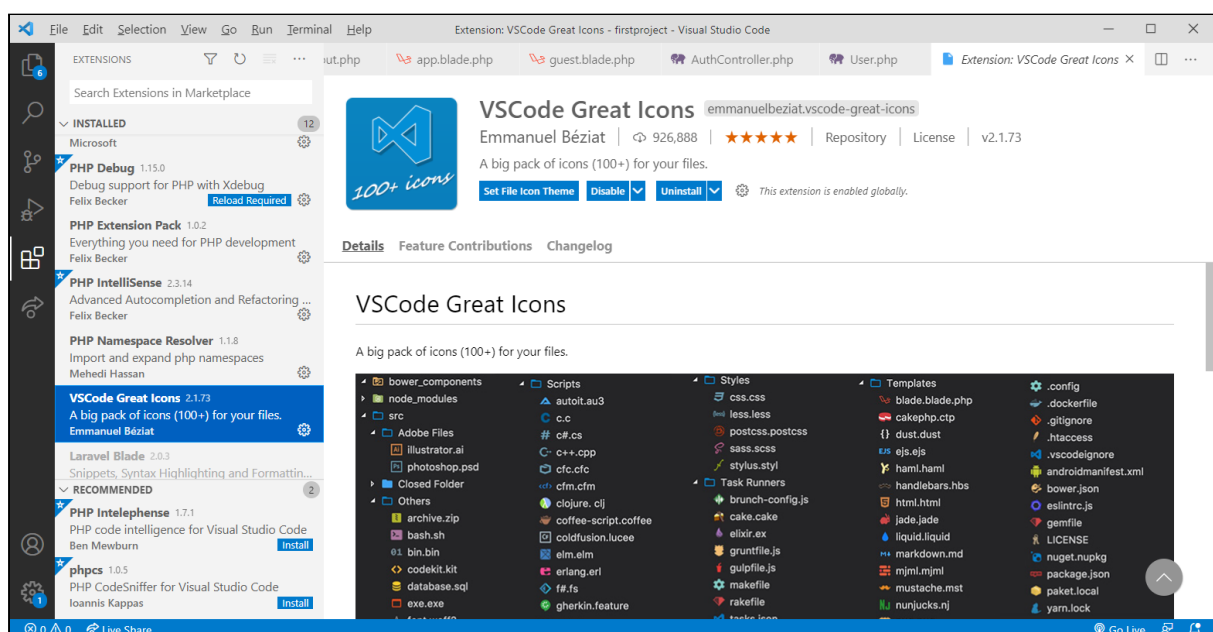 File Edit Selection View Go Run Terminal Help Extension: VSCode Great Icons - firstproject - Visual Studio Code
EXTENSIONS
out.php app.blade.php guest.blade.php AuthController.php User.php Extension: VSCode Great Icons
6
Search Extensions in Marketplace
INSTALLED 12
Microsoft
PHP Debug 1.15.0
Debug support for PHP with Xdebug
Felix Becker Reload Required
PHP Extension Pack 1.0.2
Everything you need for PHP development
Felix Becker
PHP IntelliSense 2.3.14
Advanced Autocompletion and Refactoring ...
Felix Becker
PHP Namespace Resolver 1.1.8
Import and expand php namespaces
Mehedi Hassan
VSCode Great Icons 2.1.73
A big pack of icons (100+) for your files.
Emmanuel Béziat
Laravel Blade 2.0.3
Snippets, Syntax Highlighting and Formattin...
RECOMMENDED 2
PHP Intelephense 1.7.1
PHP code intelligence for Visual Studio Code
Ben Mewburn Install
phpcs 1.0.5
PHP CodeSniffer for Visual Studio Code
Ioannis Kappas Install
1
0 0 Live Share
100+ icons
VSCode Great Icons emmanuelbeziat.vscode-great-icons
Emmanuel Béziat 926,888 Repository License v2.1.73
A big pack of icons (100+) for your files.
Set File Icon Theme Disable Uninstall This extension is enabled globally.
Details Feature Contributions Changelog
VSCode Great Icons
A big pack of icons (100+) for your files.
bower_components
node_modules
src
Adobe Files
illustrator.ai
photoshop.psd
Closed Folder
Others
archive.zip
bash.sh
bin.bin
codekit.kit
database.sql
exe.exe
font.woff2
Scripts
autoit.au3
c.c
c#.cs
c++.cpp
cfc.cfc
cfm.cfm
clojure. clj
coffee-script.coffee
coldfusion.lucee
elm.elm
erlang.erl
f#.fs
gherkin.feature
Styles
css.css
less.less
postcss.postcss
sass.scss
stylus.styl
Task Runners
brunch-config.js
cake.cake
elixir.ex
gruntfile.js
gulpfile.js
makefile
rakefile
tasks.json
Templates
blade.blade.php
cakephp.ctp
dust.dust
ejs.ejs
haml.haml
handlebars.hbs
html.html
jade.jade
liquid.liquid
markdown.md
mjml.mjml
mustache.mst
nunjucks.nj
.config
.dockerfile
.gitignore
.htaccess
.vscodeignore
androidmanifest.xml
bower.json
eslintrc.js
gemfile
LICENSE
nuget.nupkg
package.json
paket.local
yarn.lock
Go Live